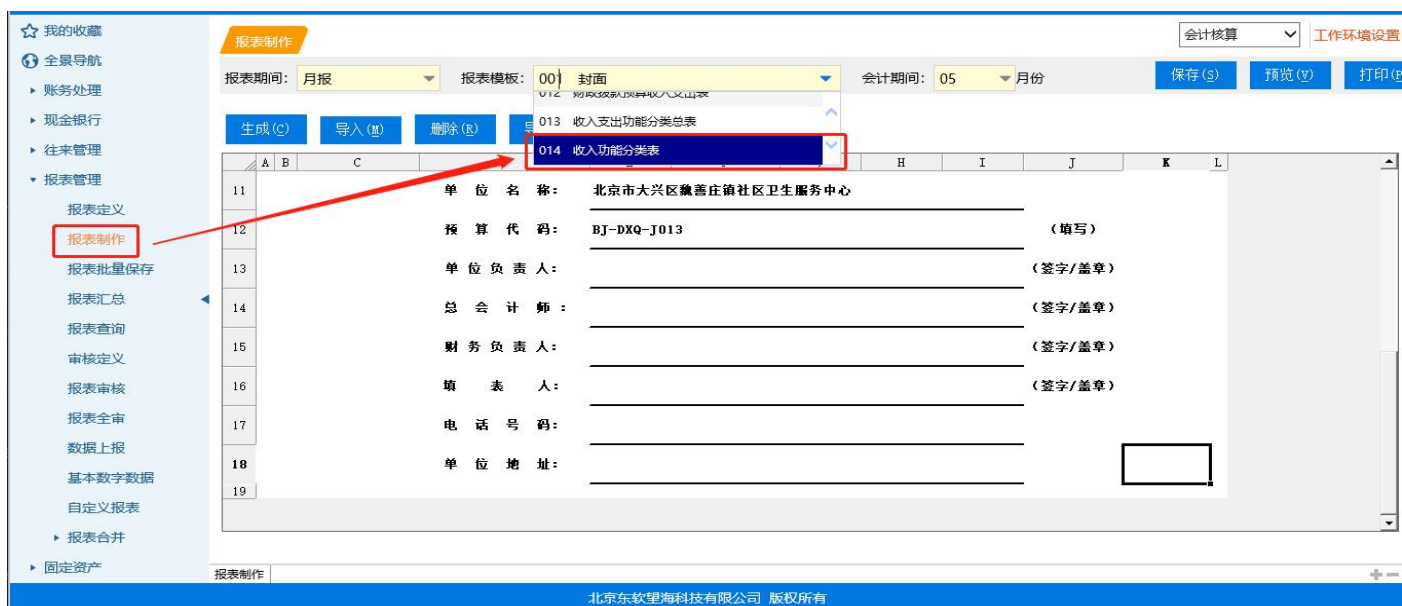 我的收藏
全景导航
账务处理
现金银行
往来管理
报表管理
报表定义
报表制作
报表批量保存
报表汇总
报表查询
审核定义
报表审核
报表全审
数据上报
基本数字数据
自定义报表
报表合并
固定资产
报表制作
会计核算 工作环境设置
报表期间: 月报 报表模板: 001 封面 会计期间: 05 月份 保存(S) 预览(V) 打印(P
012 财政拨款预算收入支出表
013 收入支出功能分类总表
014 收入功能分类表
生成(C) 导入(M) 删除(R)
A B C H I J K L
11 单位名称: 北京市大兴区魏善庄镇社区卫生服务中心
12 预算代码: BJ-DXQ-J013 (填写)
13 单位负责人: (签字/盖章)
14 总会计师: (签字/盖章)
15 财务负责人: (签字/盖章)
16 填表人: (签字/盖章)
17 电话号码:
18 单位地址:
19
报表制作
北京东软望海科技有限公司 版权所有